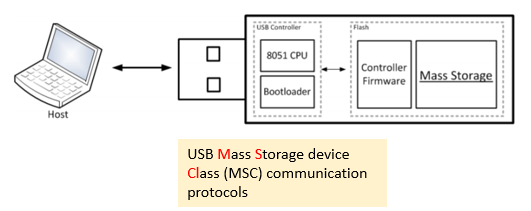 USB Controller
Flash
8051 CPU
Bootloader
Controller
Firmware
Mass Storage
Host
USB Mass Storage device
Class (MSC) communication
protocols